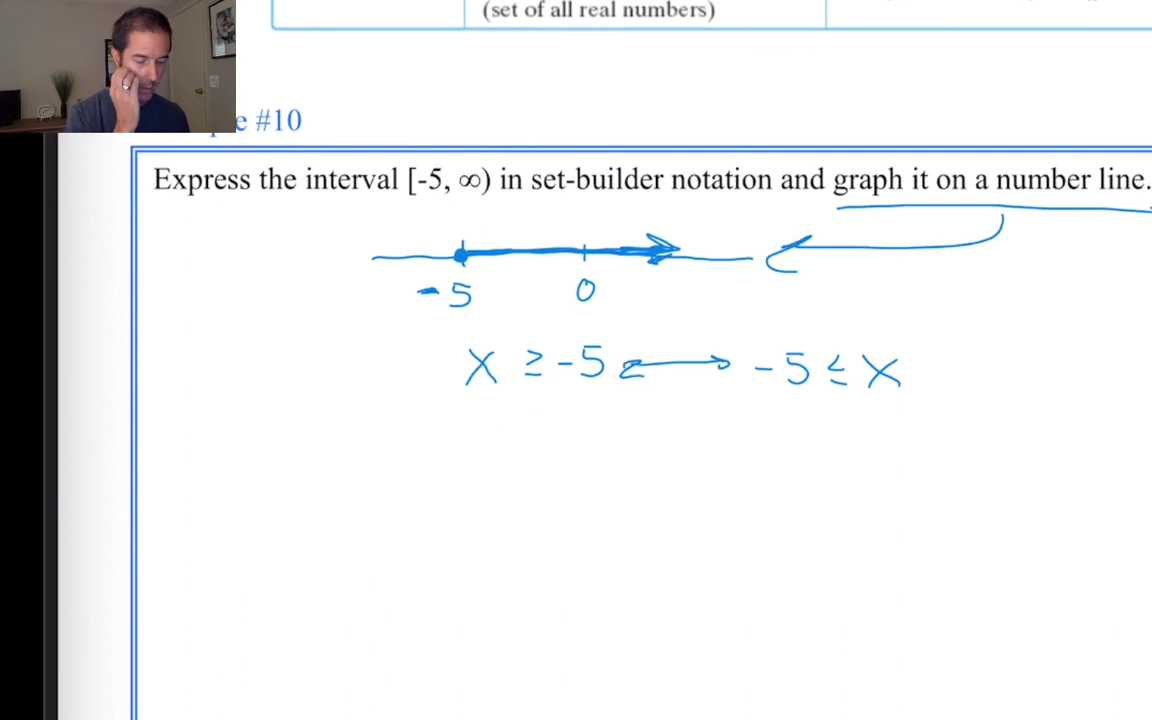 (set of all real numbers)
e #10
Express the interval [-5, ∞) in set-builder notation and graph it on a number line.
-5 0
x ≥ -5 ⟷ -5 ≤ x